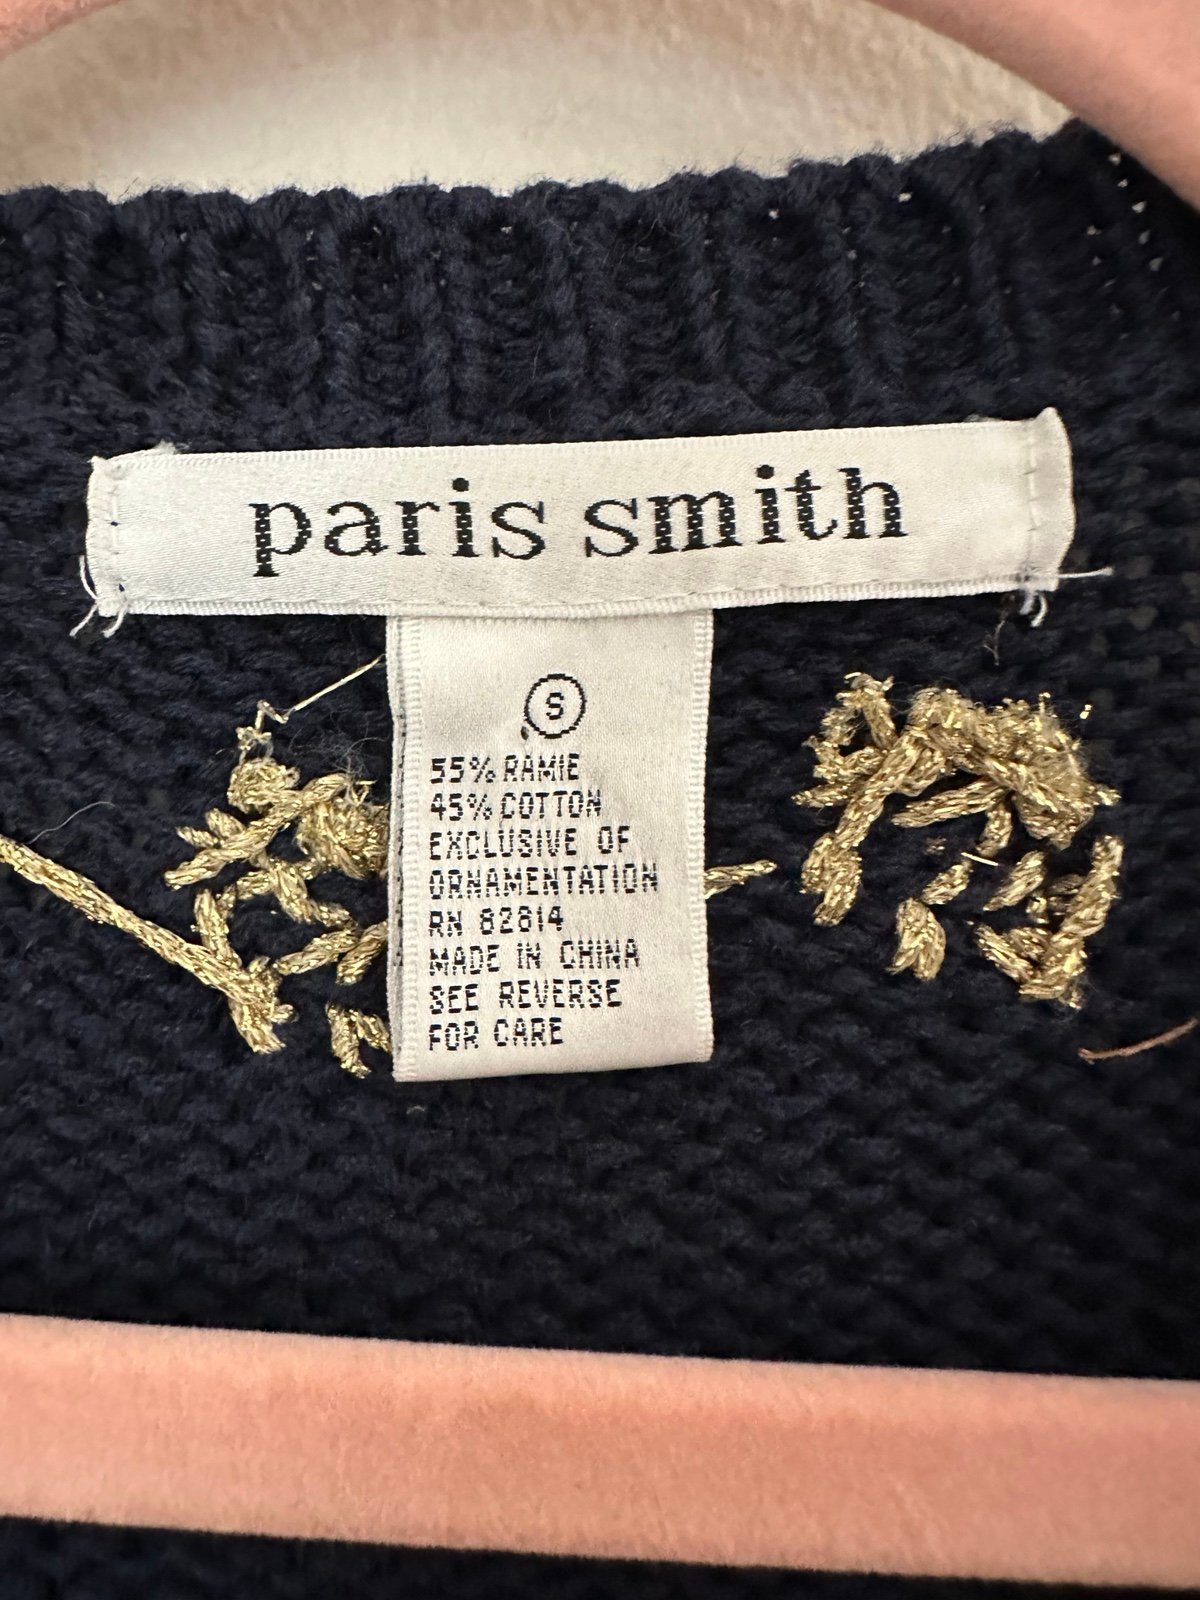 paris smith
S
55% RAMIE
45% COTTON
EXCLUSIVE OF
ORNAMENTATION
RN 82814
MADE IN CHINA
SEE REVERSE
FOR CARE